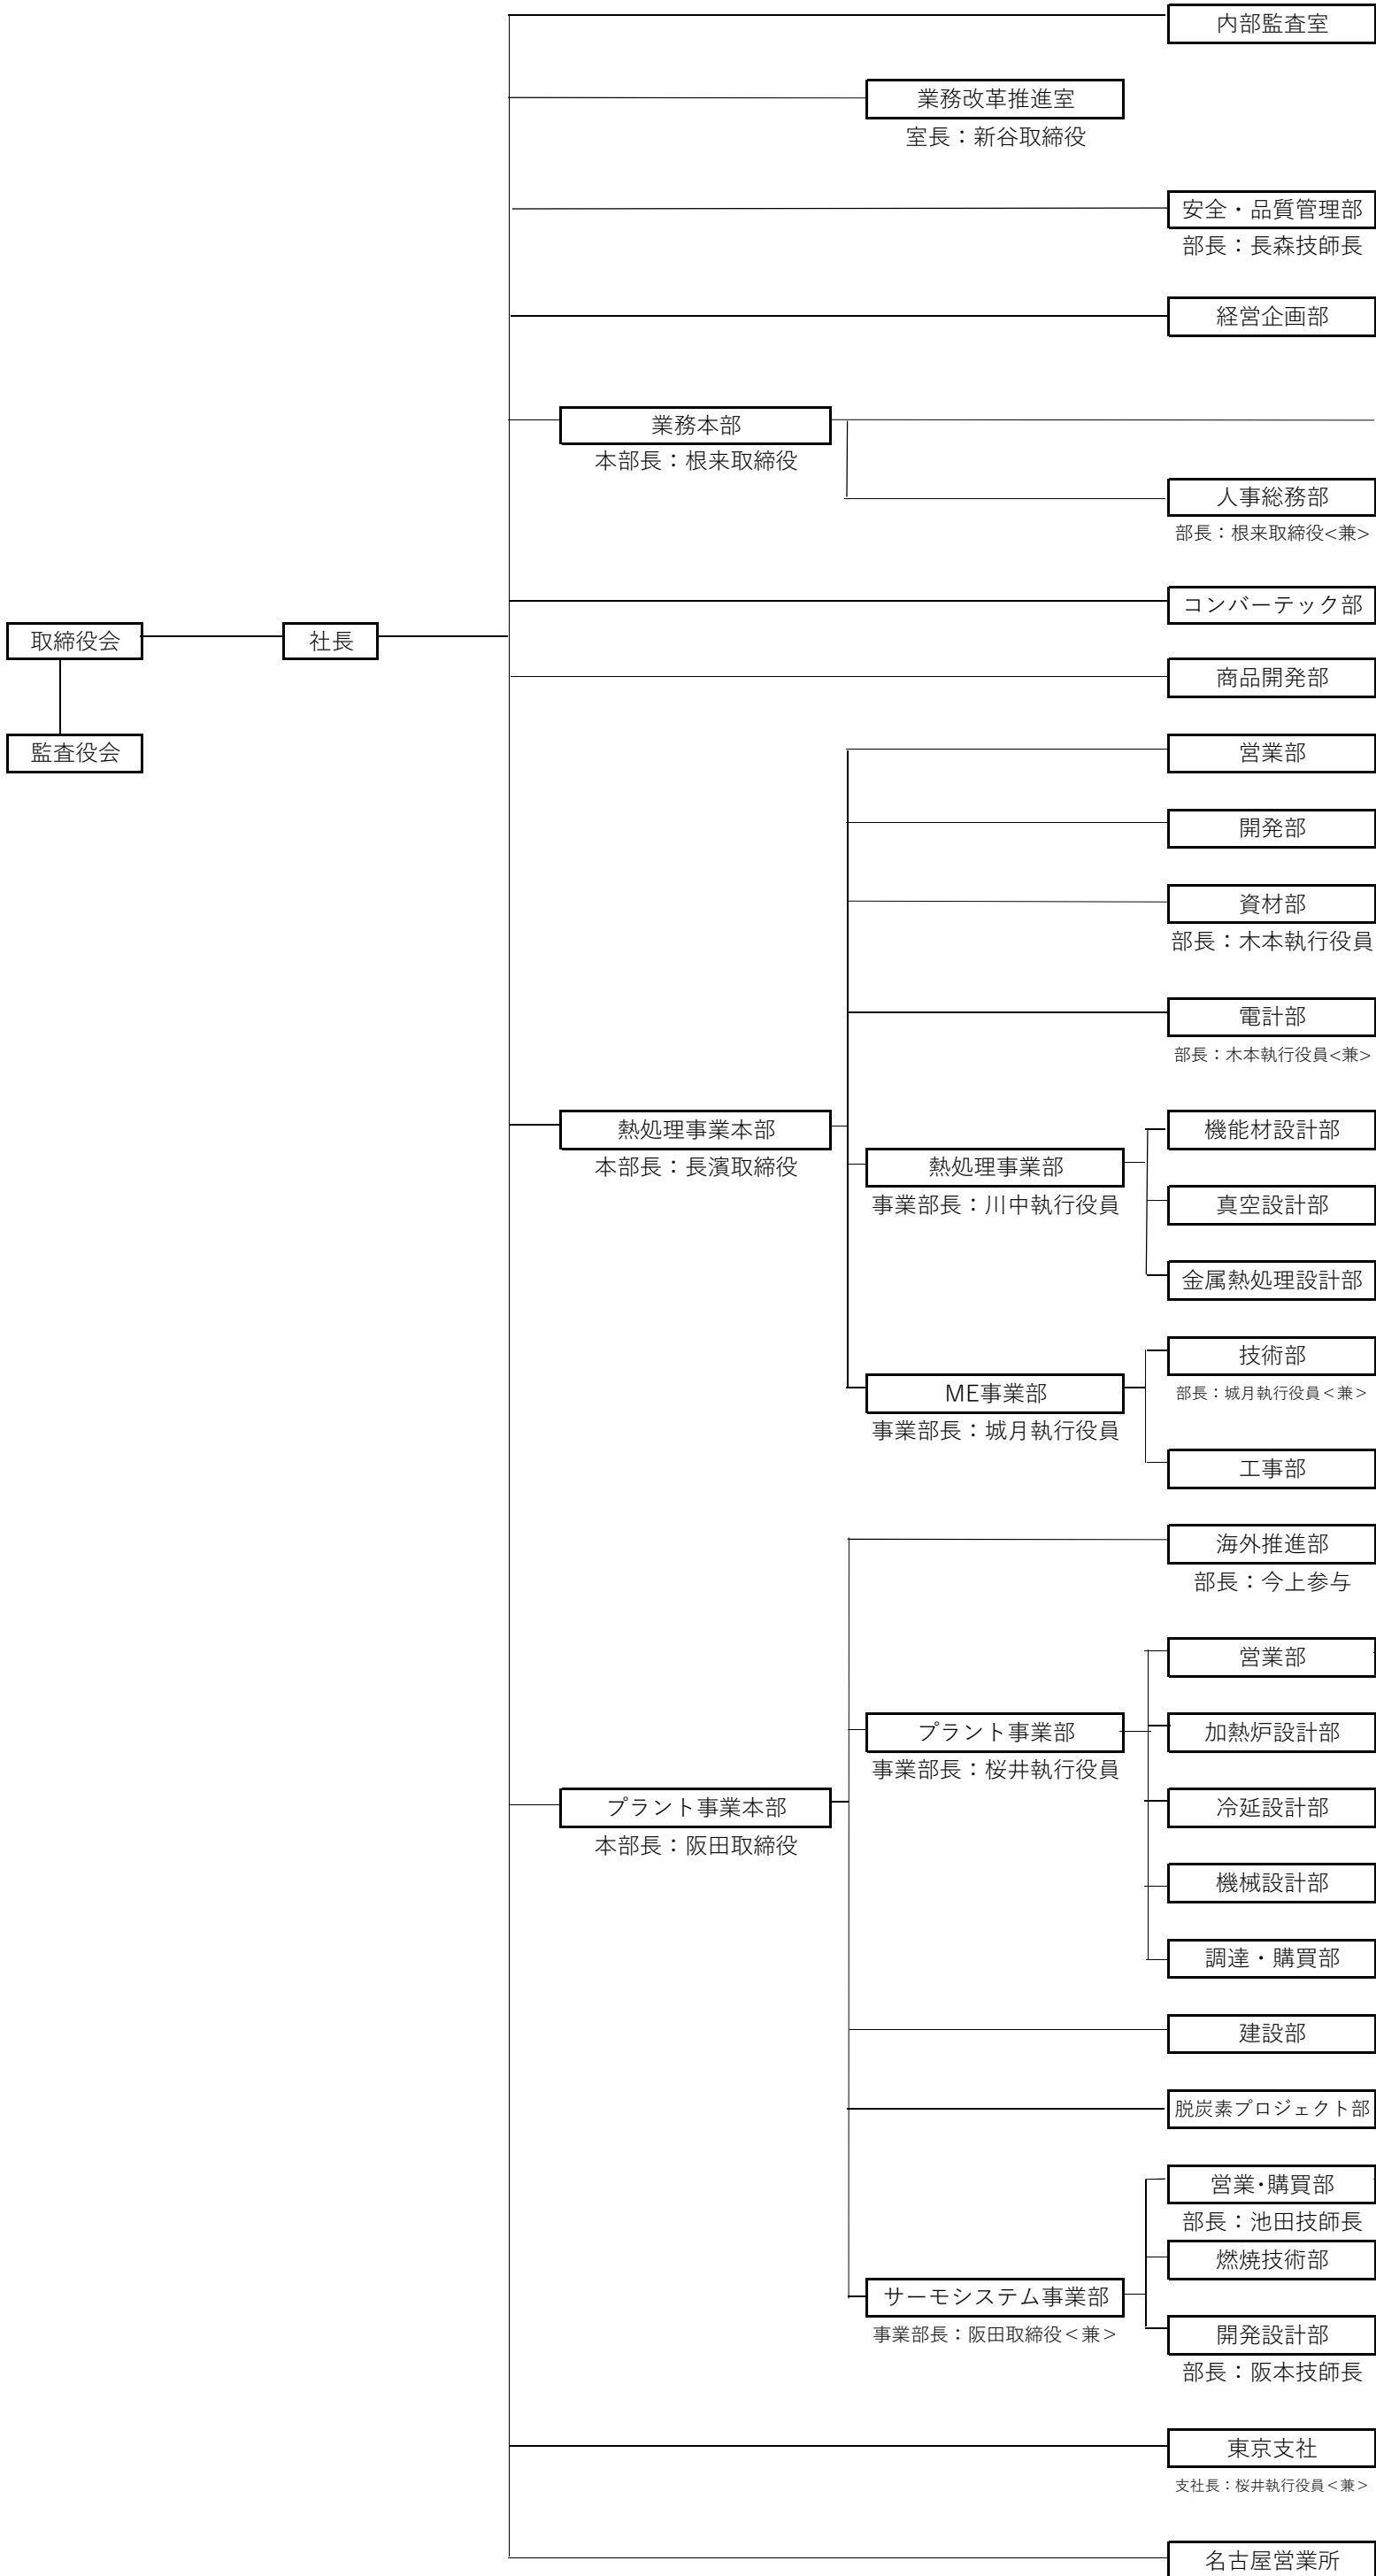 内部監査室
業務改革推進室
室長：新谷取締役
安全・品質管理部
部長：長森技師長
経営企画部
業務本部
本部長：根来取締役
人事総務部
部長：根来取締役<兼>
コンバーテック部
取締役会
社長
商品開発部
監査役会
営業部
開発部
資材部
部長：木本執行役員
電計部
部長：木本執行役員<兼>
熱処理事業本部
本部長：長濱取締役
機能材設計部
熱処理事業部
事業部長：川中執行役員
真空設計部
金属熱処理設計部
技術部
部長：城月執行役員＜兼＞
ME事業部
事業部長：城月執行役員
工事部
海外推進部
部長：今上参与
営業部
プラント事業部
事業部長：桜井執行役員
加熱炉設計部
プラント事業本部
本部長：阪田取締役
冷延設計部
機械設計部
調達・購買部
建設部
脱炭素プロジェクト部
営業･購買部
部長：池田技師長
燃焼技術部
サーモシステム事業部
事業部長：阪田取締役＜兼＞
開発設計部
部長：阪本技師長
東京支社
支社長：桜井執行役員＜兼＞
名古屋営業所